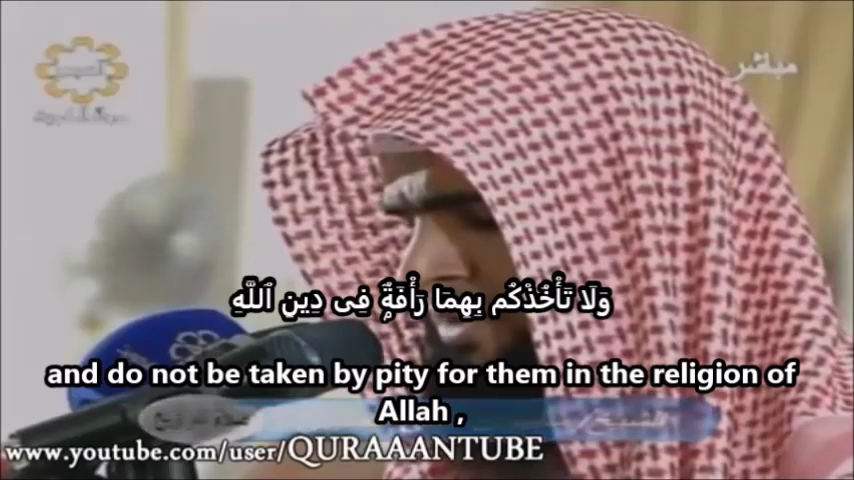 مباشر
وَلَا تَأْخُذْكُم بِهِمَا رَأْفَةٌ فِى دِينِ ٱللَّهِ
and do not be taken by pity for them in the religion of
Allah ,
www.youtube.com/user/QURAAANTUBE